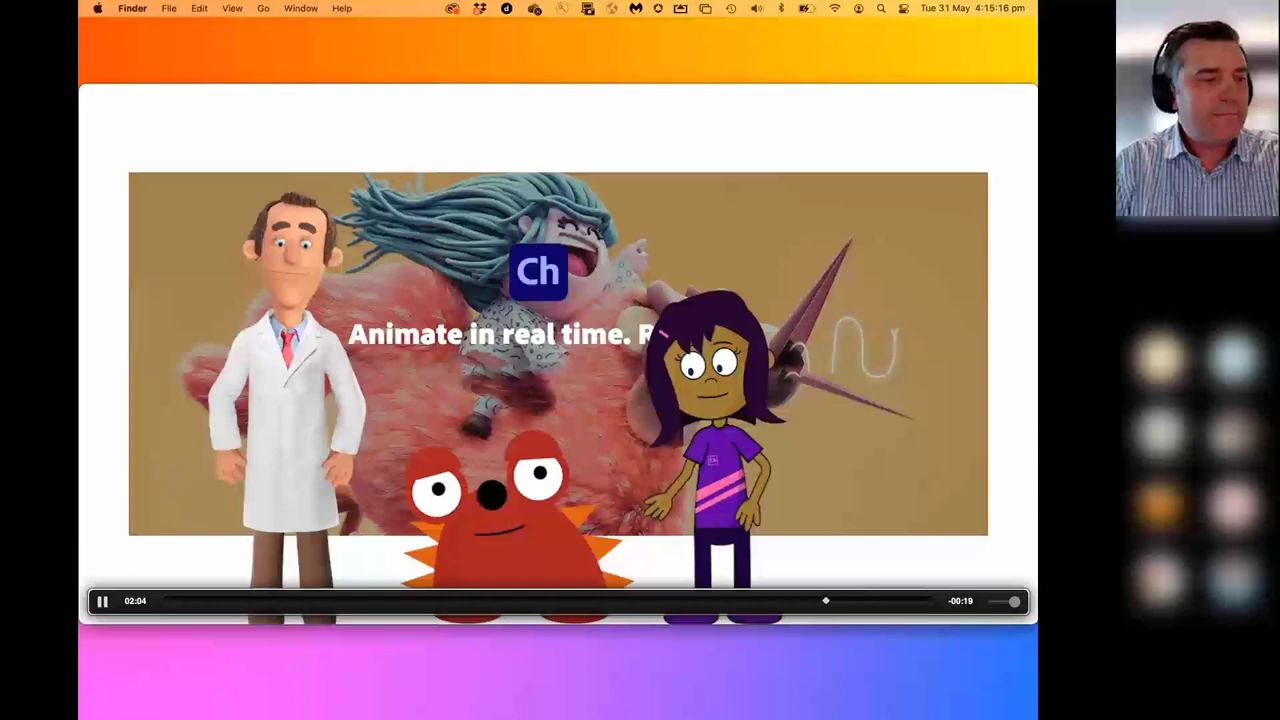 Finder File Edit View Go Window Help d Tue 31 May 4:15:16 pm
Ch
Animate in real time. R
Ch
02:04 -00:19